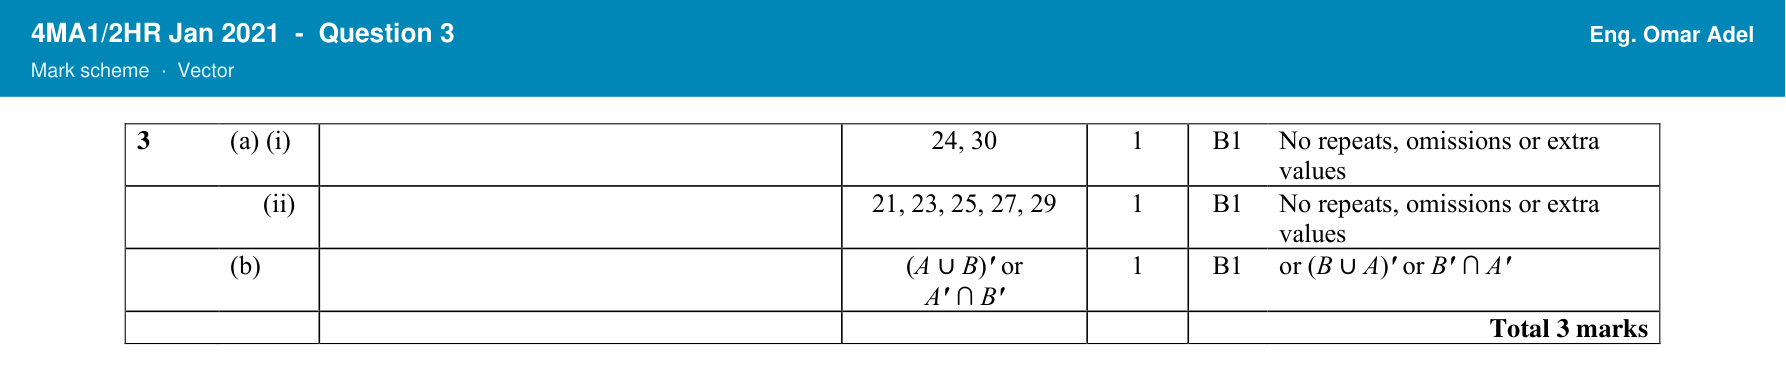 4MA1/2HR Jan 2021 - Question 3
Eng. Omar Adel
Mark scheme · Vector
3 (a) (i) 24, 30 1 B1 No repeats, omissions or extra
values
(ii) 21, 23, 25, 27, 29 1 B1 No repeats, omissions or extra
values
(b) (A ∪ B)′ or 1 B1 or (B ∪ A)′ or B′ ∩ A′
A′ ∩ B′
Total 3 marks